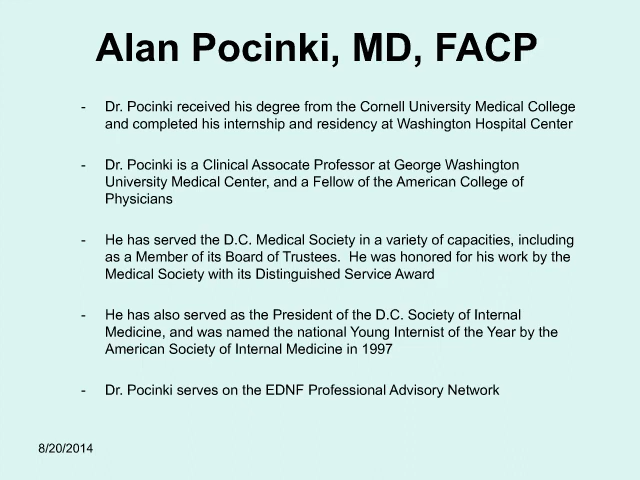 Alan Pocinki, MD, FACP
- Dr. Pocinki received his degree from the Cornell University Medical College
and completed his internship and residency at Washington Hospital Center
- Dr. Pocinki is a Clinical Assocate Professor at George Washington
University Medical Center, and a Fellow of the American College of
Physicians
- He has served the D.C. Medical Society in a variety of capacities, including
as a Member of its Board of Trustees.  He was honored for his work by the
Medical Society with its Distinguished Service Award
- He has also served as the President of the D.C. Society of Internal
Medicine, and was named the national Young Internist of the Year by the
American Society of Internal Medicine in 1997
- Dr. Pocinki serves on the EDNF Professional Advisory Network
8/20/2014